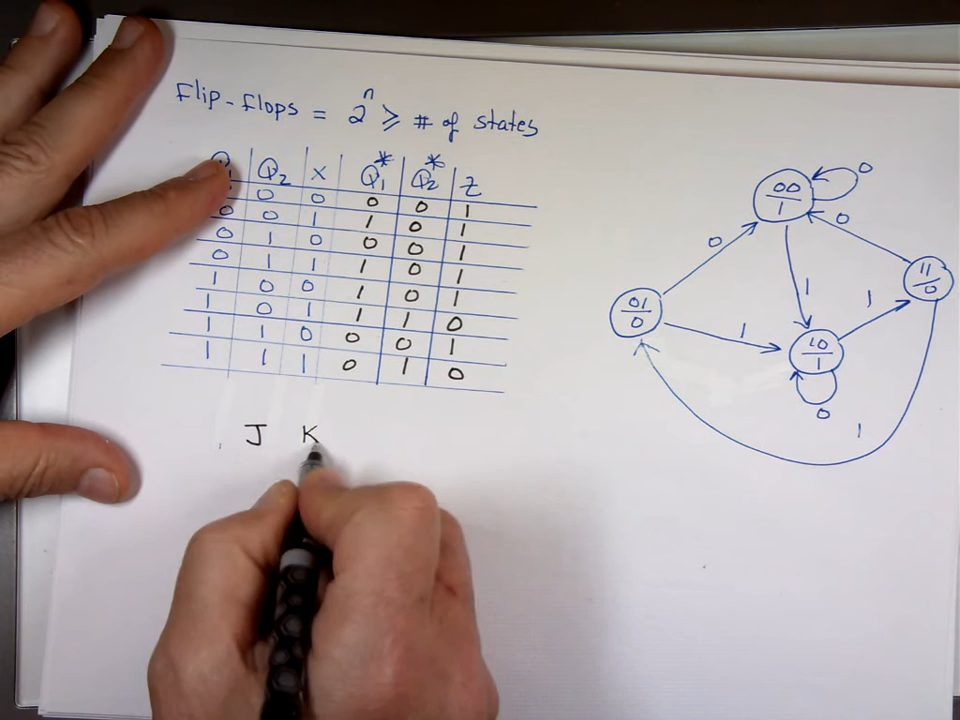 Flip-Flops = 2^n ≥ # of states
Q1 Q2 x Q1* Q2* Z
0 0 0 0 0 1
0 0 1 1 0 1
0 1 0 0 0 1
0 1 1 1 0 1
1 0 0 1 0 1
1 0 1 1 1 0
1 1 0 0 0 1
1 1 1 0 1 0
J K
00
1
0
0
0
11
0
01
0
1
1
1
10
1
0
1